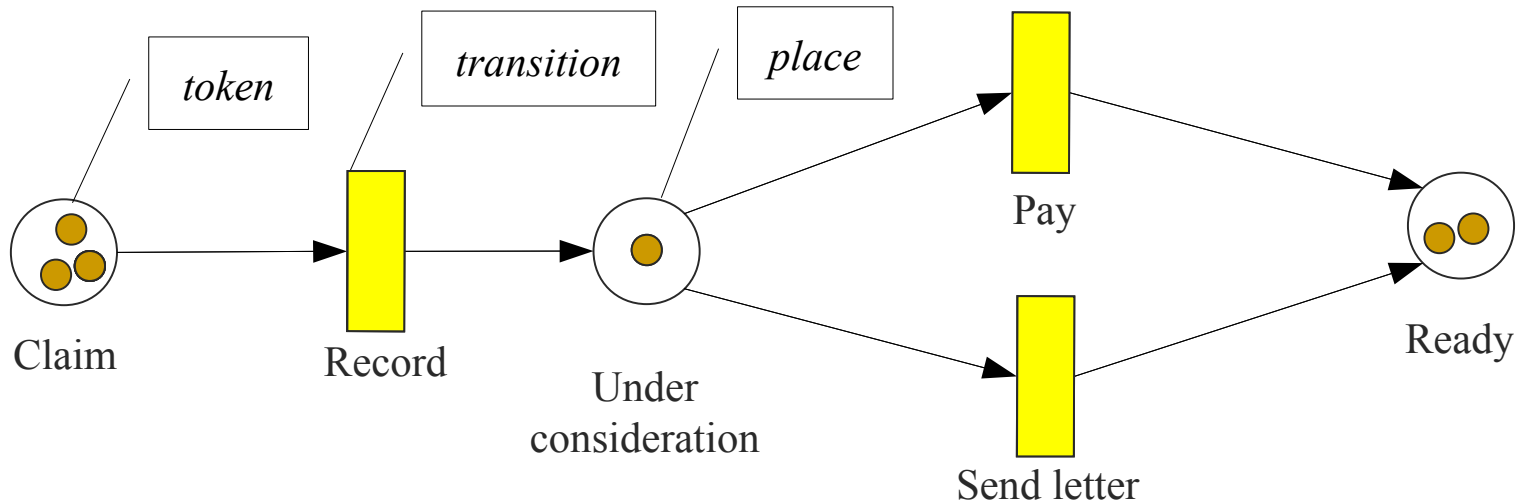 token
transition
place
Pay
Claim
Record
Under
consideration
Ready
Send letter